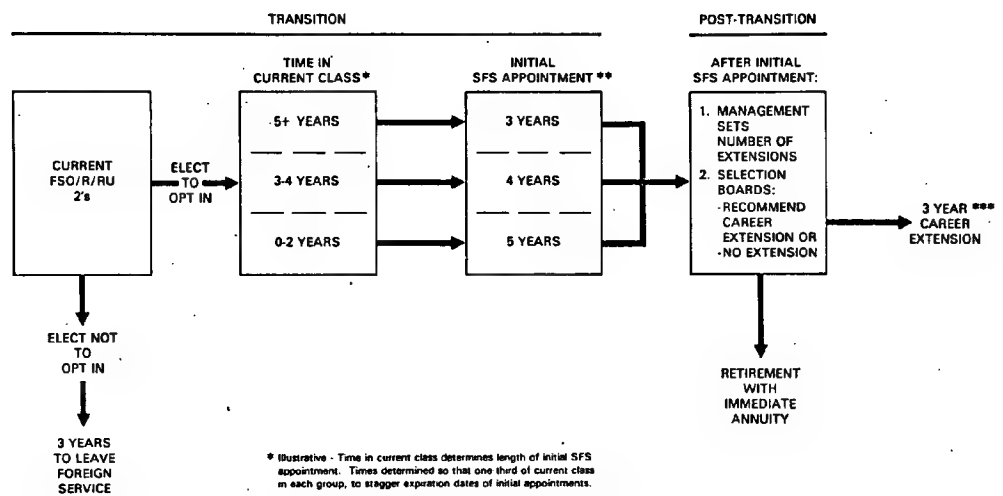 TRANSITION
POST-TRANSITION
TIME IN
CURRENT CLASS *
INITIAL
SFS APPOINTMENT **
AFTER INITIAL
SFS APPOINTMENT:
CURRENT
FSO/R/RU
2's
ELECT
TO
OPT IN
5+ YEARS
3-4 YEARS
0-2 YEARS
3 YEARS
4 YEARS
5 YEARS
1. MANAGEMENT
SETS
NUMBER OF
EXTENSIONS
2. SELECTION
BOARDS:
-RECOMMEND
CAREER
EXTENSION OR
-NO EXTENSION
3 YEAR ***
CAREER
EXTENSION
ELECT NOT
TO
OPT IN
3 YEARS
TO LEAVE
FOREIGN
SERVICE
RETIREMENT
WITH
IMMEDIATE
ANNUITY
* Illustrative - Time in current class determines length of initial SFS
appointment. Times determined so that one third of current class
in each group, to stagger expiration dates of initial appointments.